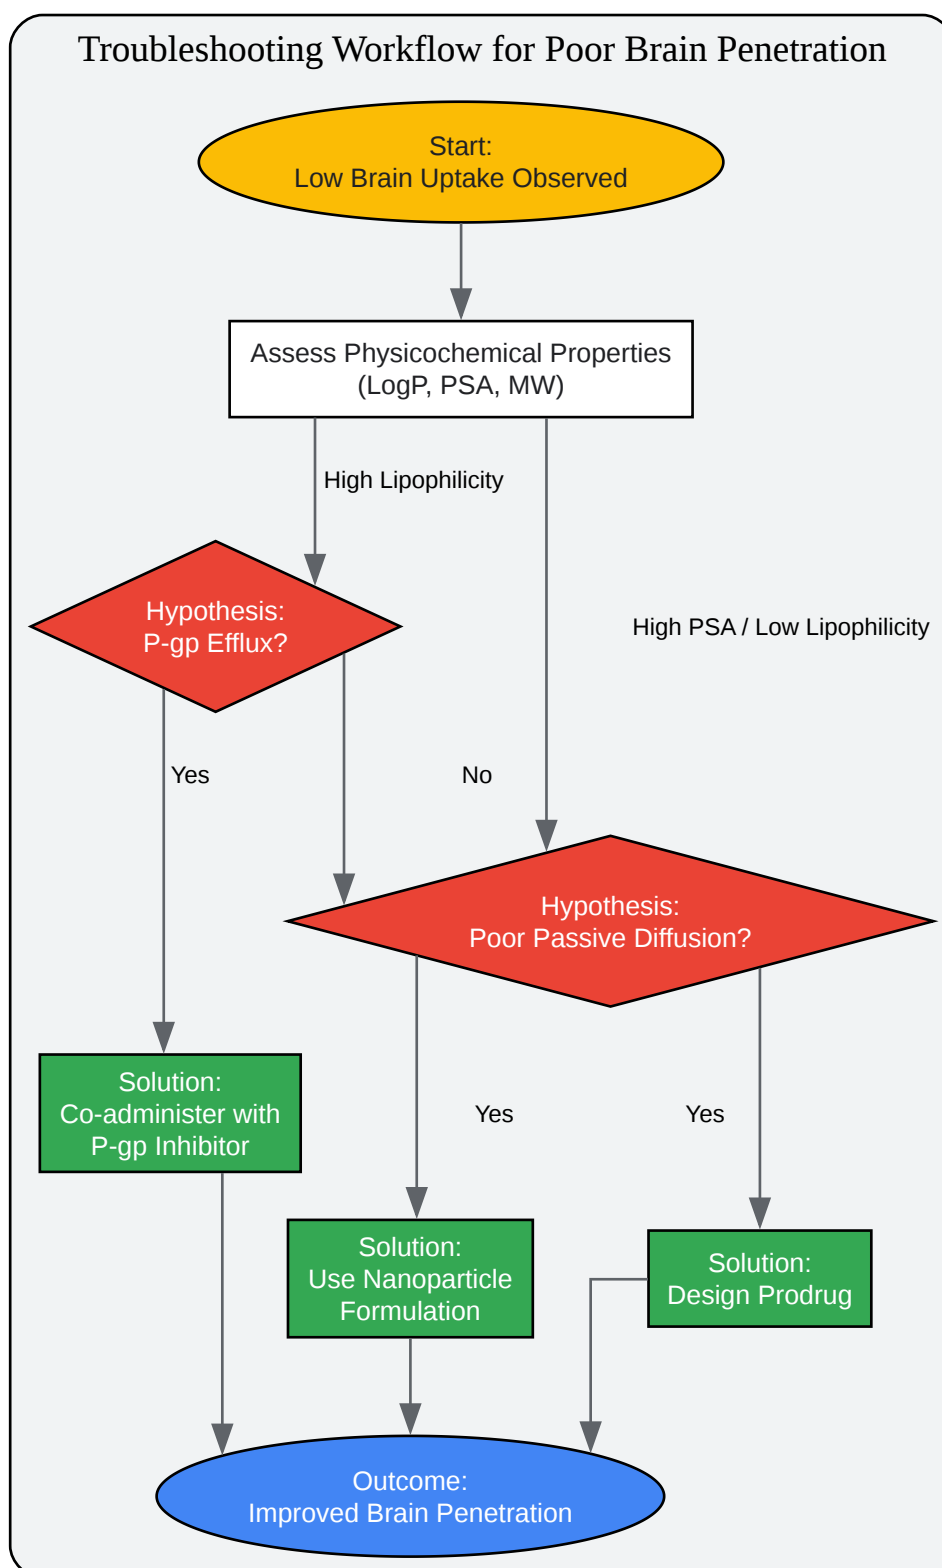 Troubleshooting Workflow for Poor Brain Penetration
Start:
Low Brain Uptake Observed
Assess Physicochemical Properties
(LogP, PSA, MW)
High Lipophilicity
Hypothesis:
P-gp Efflux?
High PSA / Low Lipophilicity
Yes
No
Hypothesis:
Poor Passive Diffusion?
Solution:
Co-administer with
P-gp Inhibitor
Yes
Yes
Solution:
Use Nanoparticle
Formulation
Solution:
Design Prodrug
Outcome:
Improved Brain Penetration